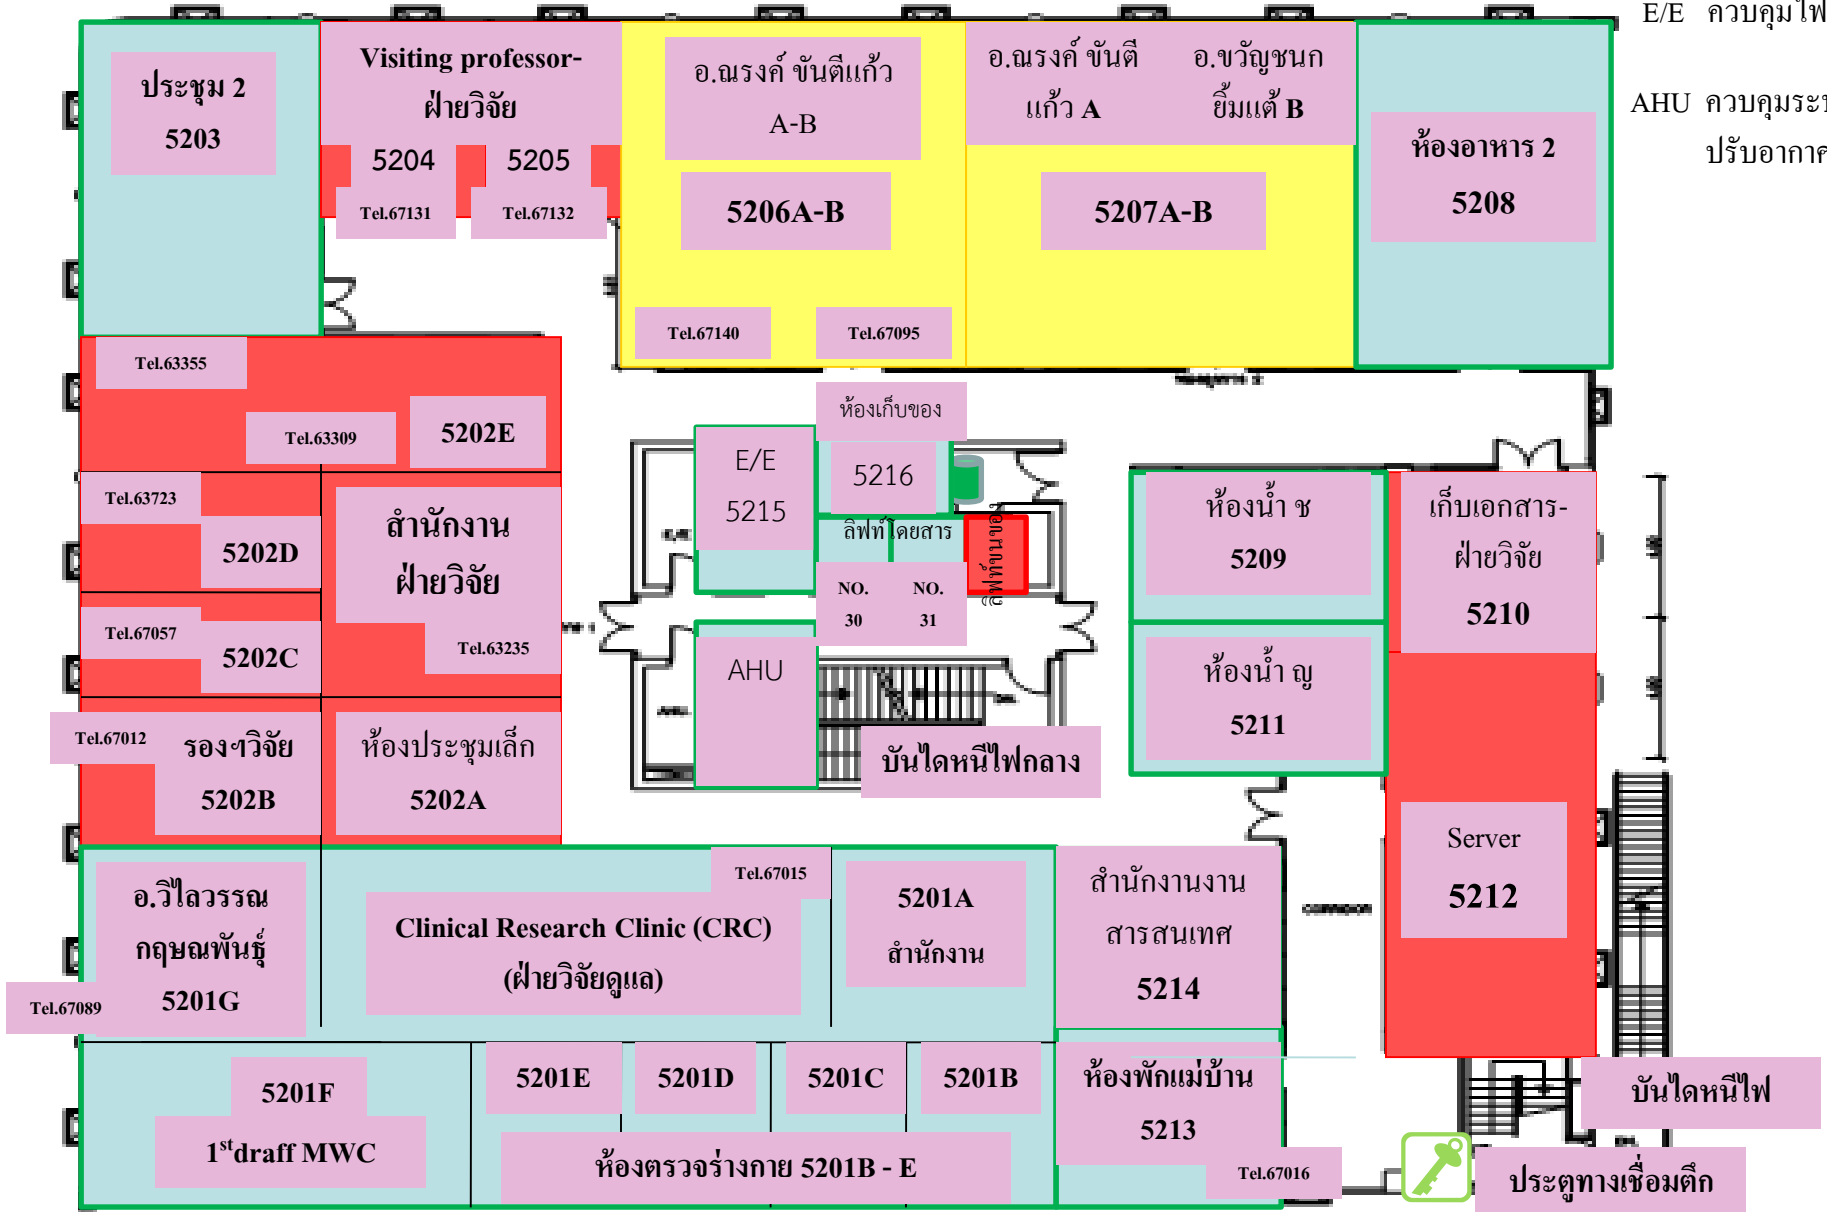 E/E ควบคุมไฟ
AHU ควบคุมระบ
ปรับอากาศ
ประชุม 2
5203
Visiting professor-
ฝ่ายวิจัย
5204
5205
Tel.67131
Tel.67132
อ.ณรงค์ ขันตีแก้ว
A-B
5206A-B
Tel.67140
Tel.67095
อ.ณรงค์ ขันตี
แก้ว A
อ.ขวัญชนก
ยิ้มแต้ B
5207A-B
ห้องอาหาร 2
5208
Tel.63355
Tel.63309
5202E
Tel.63723
5202D
สำนักงาน
ฝ่ายวิจัย
Tel.67057
5202C
Tel.63235
Tel.67012
รองฯวิจัย
5202B
ห้องประชุมเล็ก
5202A
ห้องเก็บของ
5216
E/E
5215
E/E
ลิฟท์โดยสาร
ลิฟท์ขนของ
NO.
30
NO.
31
AHU
AHU
บันไดหนีไฟกลาง
ห้องน้ำ ช
5209
ห้องน้ำ ญ
5211
เก็บเอกสาร-
ฝ่ายวิจัย
5210
Server
5212
CORRIDOR
อ.วิไลวรรณ
กฤษณพันธุ์
5201G
Tel.67089
Tel.67015
Clinical Research Clinic (CRC)
(ฝ่ายวิจัยดูแล)
5201A
สำนักงาน
สำนักงานงาน
สารสนเทศ
5214
5201F
1stdraff MWC
5201E
5201D
5201C
5201B
ห้องตรวจร่างกาย 5201B - E
ห้องพักแม่บ้าน
5213
Tel.67016
บันไดหนีไฟ
ประตูทางเชื่อมตึก